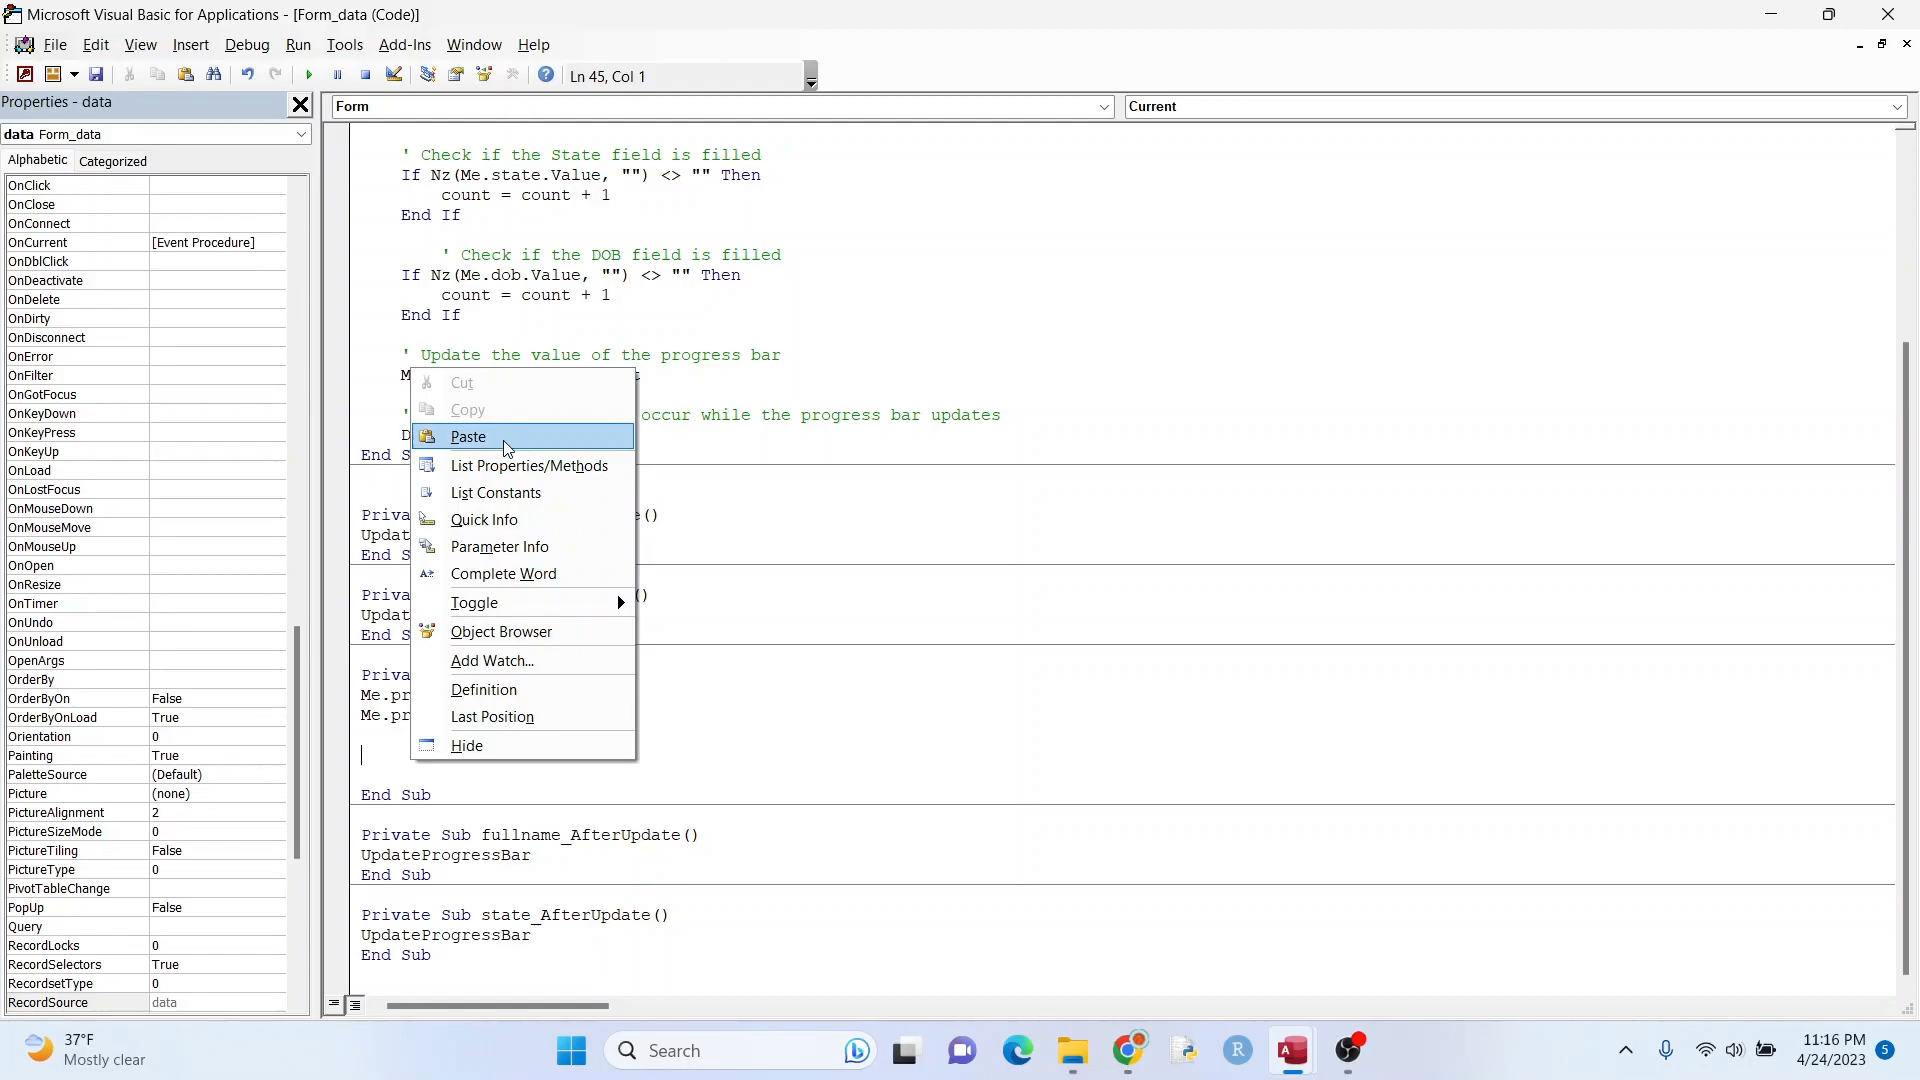 Microsoft Visual Basic for Applications - [Form_data (Code)]
File Edit View Insert Debug Run Tools Add-Ins Window Help
Ln 45, Col 1
Properties - data
data Form_data
Alphabetic Categorized
OnClick
OnClose
OnConnect
OnCurrent [Event Procedure]
OnDblClick
OnDeactivate
OnDelete
OnDirty
OnDisconnect
OnError
OnFilter
OnGotFocus
OnKeyDown
OnKeyPress
OnKeyUp
OnLoad
OnLostFocus
OnMouseDown
OnMouseMove
OnMouseUp
OnOpen
OnResize
OnTimer
OnUndo
OnUnload
OpenArgs
OrderBy
OrderByOn False
OrderByOnLoad True
Orientation 0
Painting True
PaletteSource (Default)
Picture (none)
PictureAlignment 2
PictureSizeMode 0
PictureTiling False
PictureType 0
PivotTableChange
PopUp False
Query
RecordLocks 0
RecordSelectors True
RecordsetType 0
RecordSource data
Form Current
' Check if the State field is filled
If Nz(Me.state.Value, "") <> "" Then
count = count + 1
End If
' Check if the DOB field is filled
If Nz(Me.dob.Value, "") <> "" Then
count = count + 1
End If
' Update the value of the progress bar
M
' occur while the progress bar updates
D
End S
Priva e()
Updat
End S
Priva ()
Updat
End S
Priva
Me.pr
Me.pr
End Sub
Private Sub fullname_AfterUpdate()
UpdateProgressBar
End Sub
Private Sub state_AfterUpdate()
UpdateProgressBar
End Sub
Cut
Copy
Paste
List Properties/Methods
List Constants
Quick Info
Parameter Info
Complete Word
Toggle
Object Browser
Add Watch...
Definition
Last Position
Hide
37°F
Mostly clear
Search
11:16 PM
4/24/2023
5